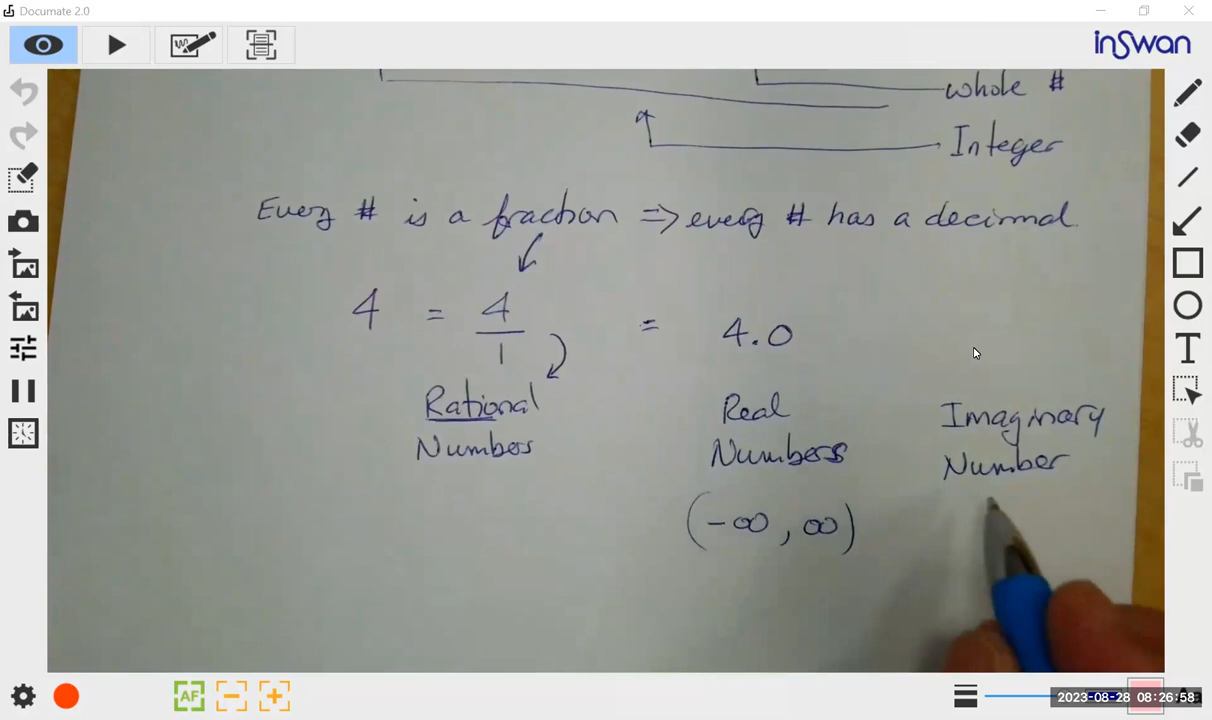 Documate 2.0
inSwan
whole #
Integer
Every # is a fraction => every # has a decimal.
4 = 4/1 = 4.0
Rational Real Imaginary
Numbers Numbers Number
(-∞, ∞)
AF
2023-08-28 08:26:58